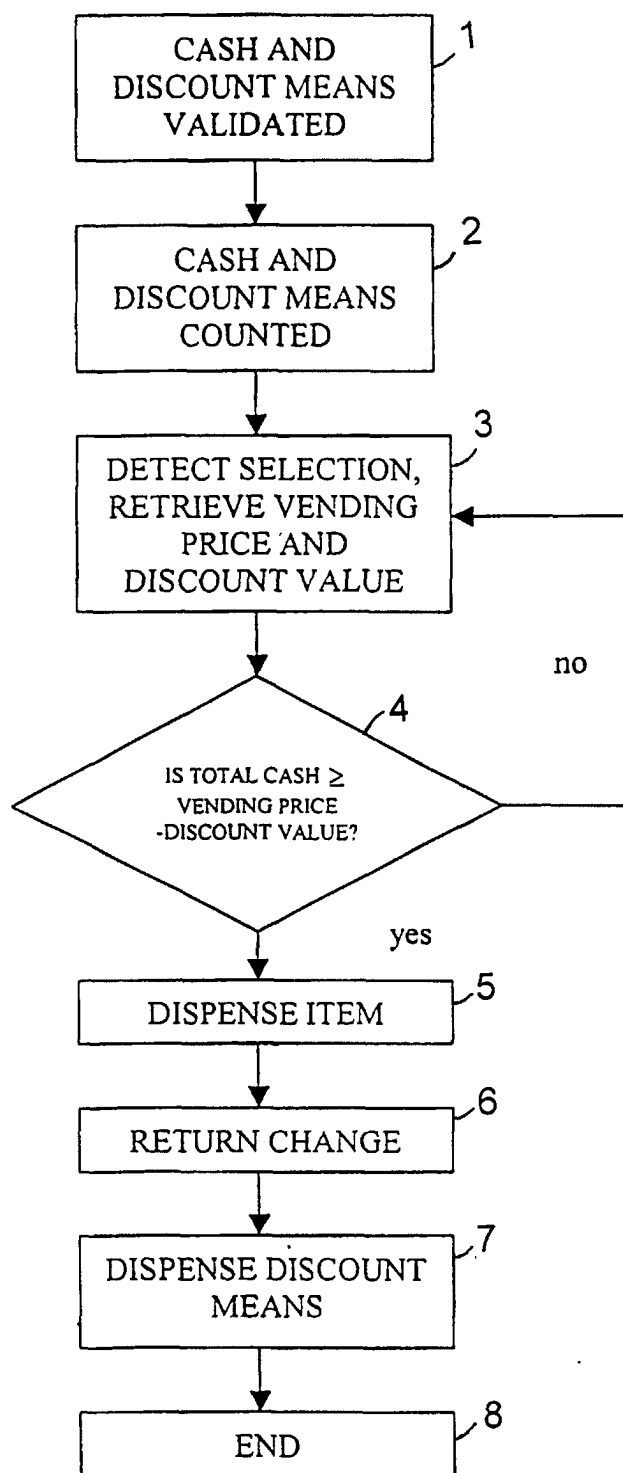 1
CASH AND
DISCOUNT MEANS
VALIDATED
2
CASH AND
DISCOUNT MEANS
COUNTED
3
DETECT SELECTION,
RETRIEVE VENDING
PRICE AND
DISCOUNT VALUE
no
4
IS TOTAL CASH ≥
VENDING PRICE
-DISCOUNT VALUE?
yes
5
DISPENSE ITEM
6
RETURN CHANGE
7
DISPENSE DISCOUNT
MEANS
8
END